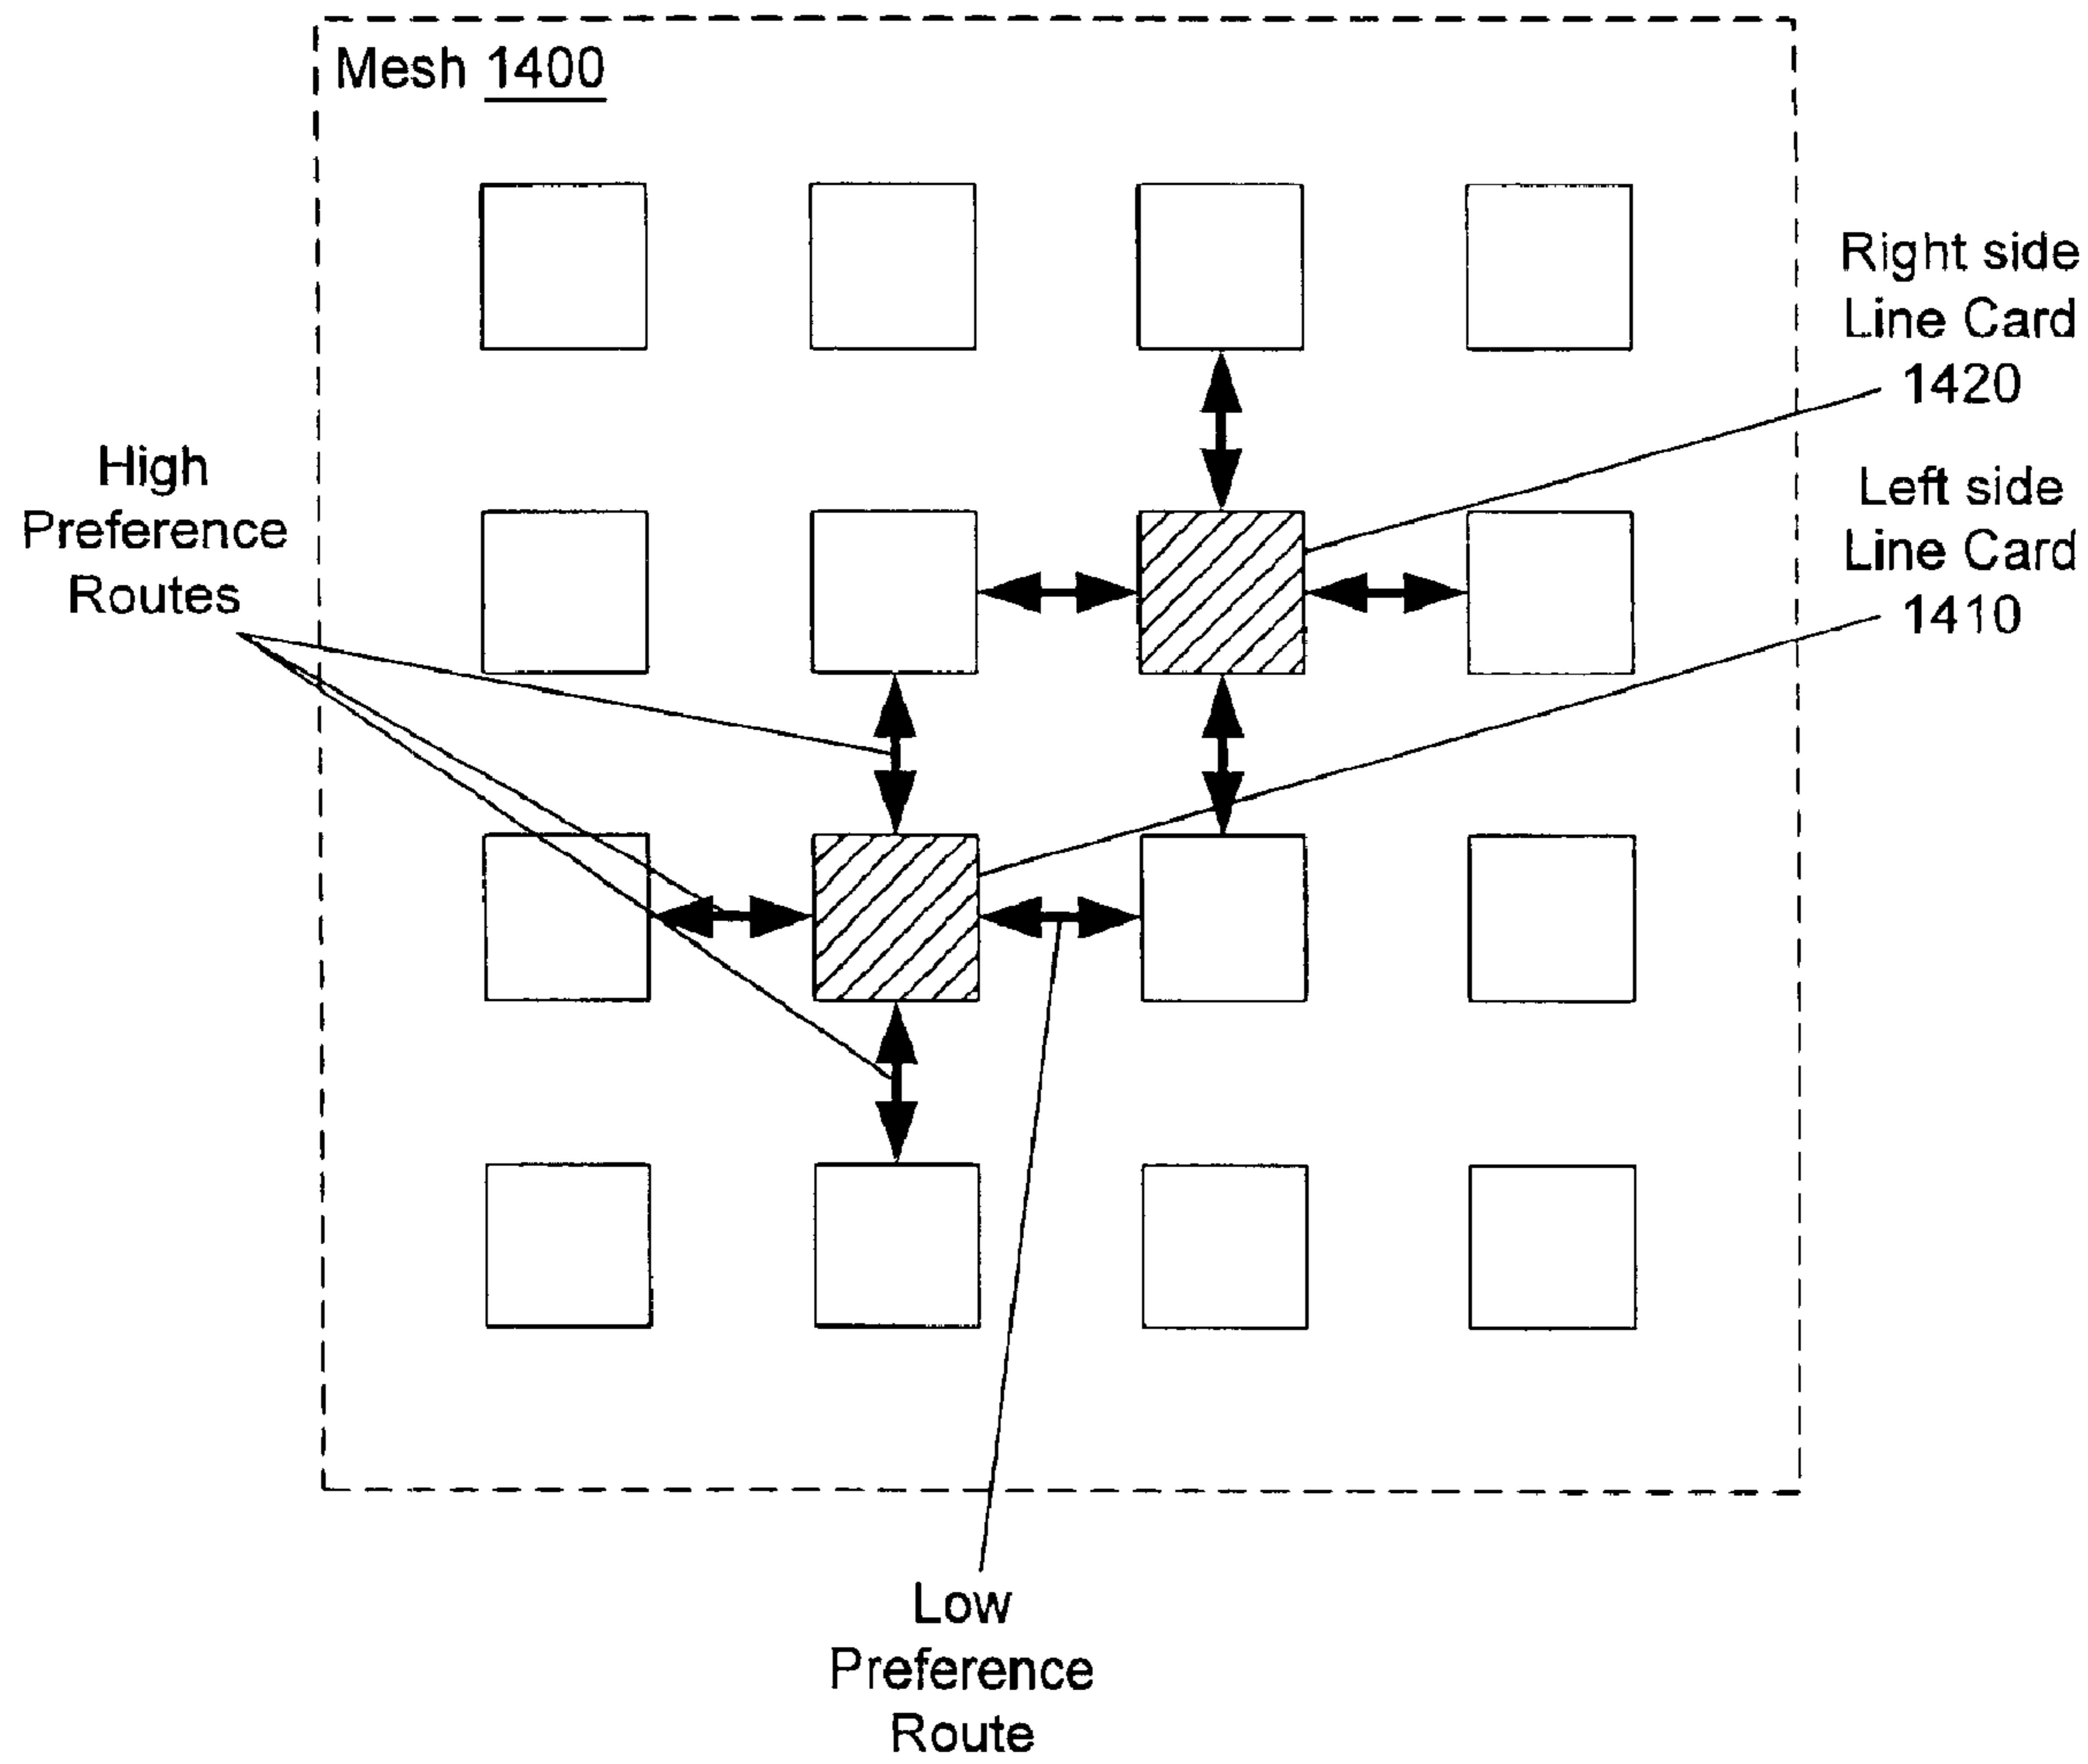 Mesh 1400
Right side
Line Card
1420
High
Preference
Routes
Left side
Line Card
1410
Low
Preference
Route